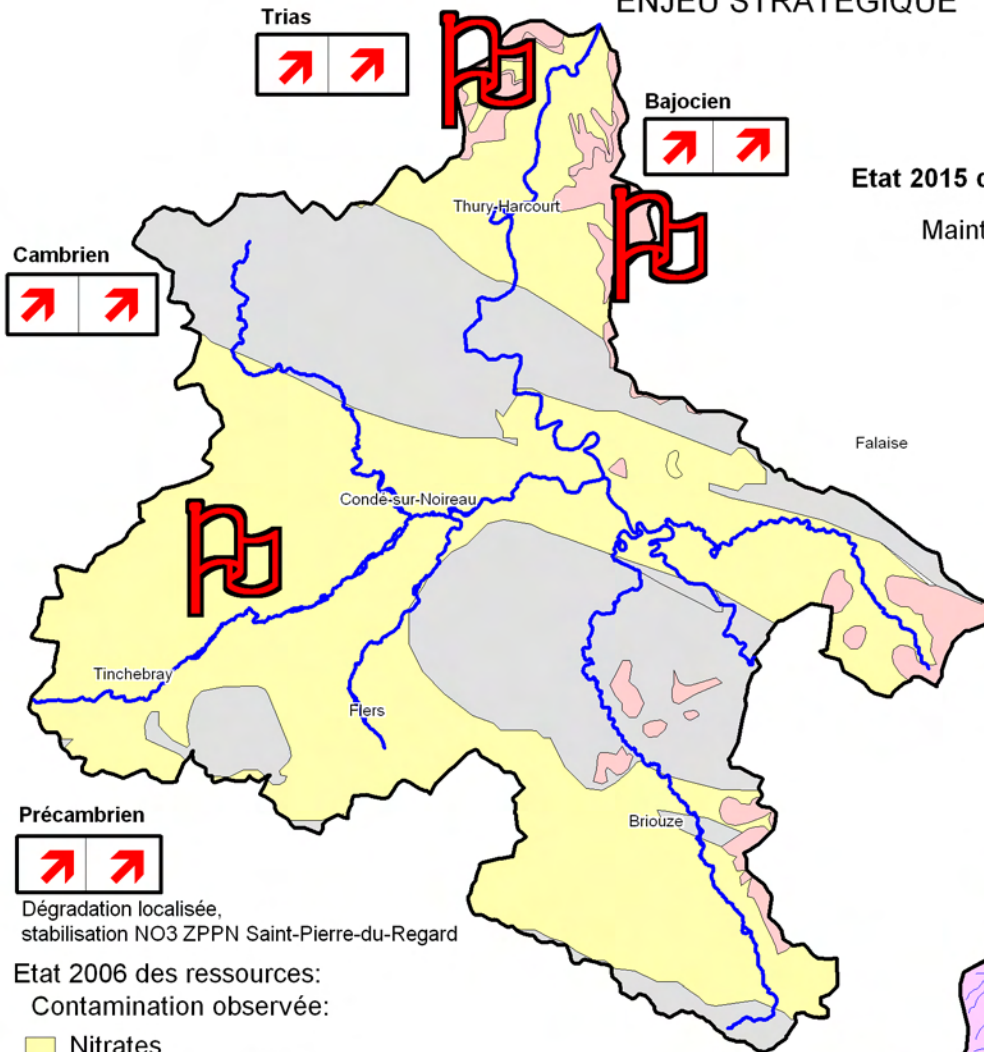 ENJEU STRATEGIQUE
Trias
Bajocien
Etat 2015
Maint
Thury-Harcourt
Cambrien
Falaise
Condé-sur-Noireau
Tinchebray
Flers
Précambrien
Briouze
Dégradation localisée,
stabilisation NO3 ZPPN Saint-Pierre-du-Regard
Etat 2006 des ressources:
Contamination observée:
Nitrates